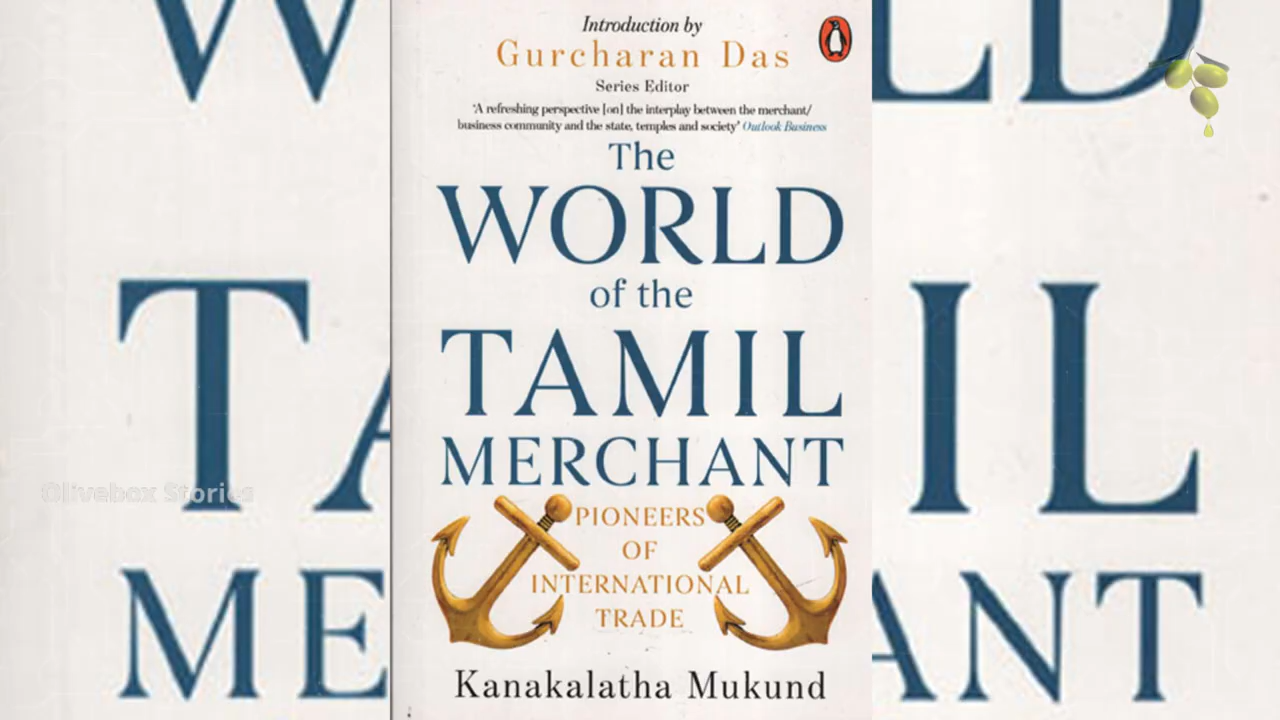 Introduction by
Gurcharan Das
Series Editor
'A refreshing perspective [on] the interplay between the merchant/
business community and the state, temples and society' Outlook Business
The
WORLD
of the
TAMIL
MERCHANT
PIONEERS
OF
INTERNATIONAL
TRADE
Kanakalatha Mukund
Olivebox Stories